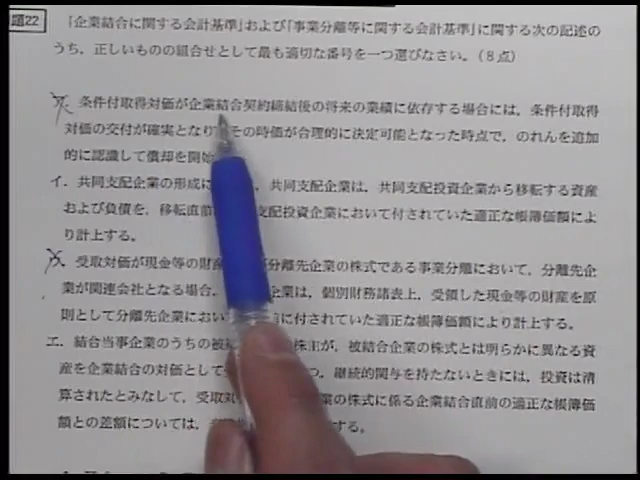 題22 「企業結合に関する会計基準」および「事業分離等に関する会計基準」に関する次の記述の
うち、正しいものの組合せとして最も適切な番号を一つ選びなさい。（８点）
ア．条件付取得対価が企業結合契約締結後の将来の業績に依存する場合には、条件付取得
対価の交付が確実となり その時価が合理的に決定可能となった時点で、のれんを追加
的に認識して償却を開始
イ．共同支配企業の形成に 、共同支配企業は、共同支配投資企業から移転する資産
および負債を、移転直前 支配投資企業において付されていた適正な帳簿価額によ
り計上する。
ウ．受取対価が現金等の財産 分離先企業の株式である事業分離において、分離先企
業が関連会社となる場合、 企業は、個別財務諸表上、受領した現金等の財産を原
則として分離先企業におい 前に付されていた適正な帳簿価額により計上する。
エ．結合当事企業のうちの被結 株主が、被結合企業の株式とは明らかに異なる資
産を企業結合の対価として つ、継続的関与を持たないときには、投資は清
算されたとみなして、受取対 業の株式に係る企業結合直前の適正な帳簿価
額との差額については、 する。